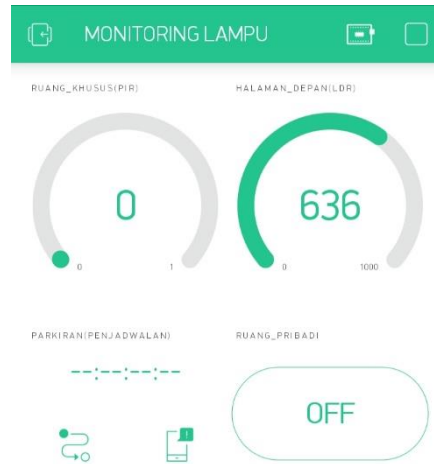 MONITORING LAMPU
RUANG_KHUSUS(PIR)
0
0 1
HALAMAN_DEPAN(LDR)
636
0 1000
PARKIRAN(PENJADWALAN)
--:--:--
RUANG_PRIBADI
OFF